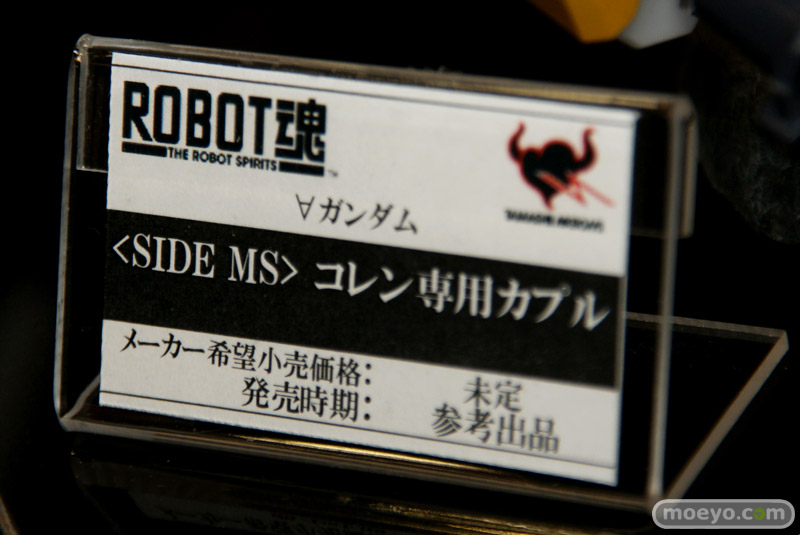 ROBOT魂
THE ROBOT SPIRITS
TM
∀ガンダム
<SIDE MS> コレン専用カプル
メーカー希望小売価格： 未定
発売時期： 参考出品
moeyo.com